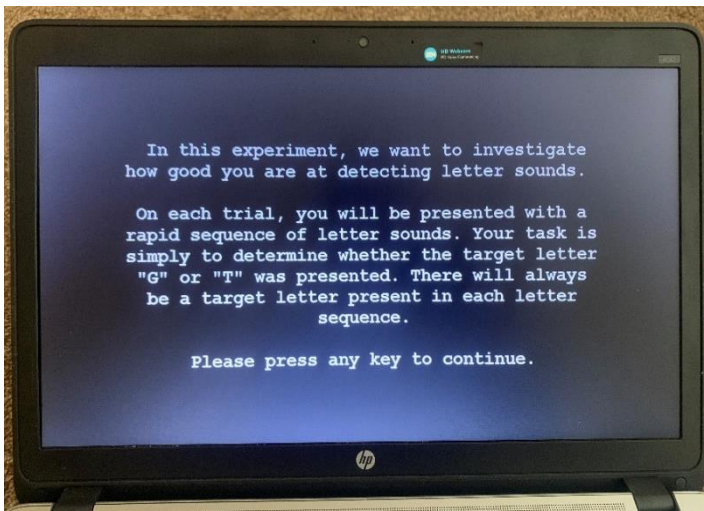 HD Webcam
In this experiment, we want to investigate
how good you are at detecting letter sounds.
On each trial, you will be presented with a
rapid sequence of letter sounds. Your task is
simply to determine whether the target letter
"G" or "T" was presented. There will always
be a target letter present in each letter
sequence.
Please press any key to continue.
hp